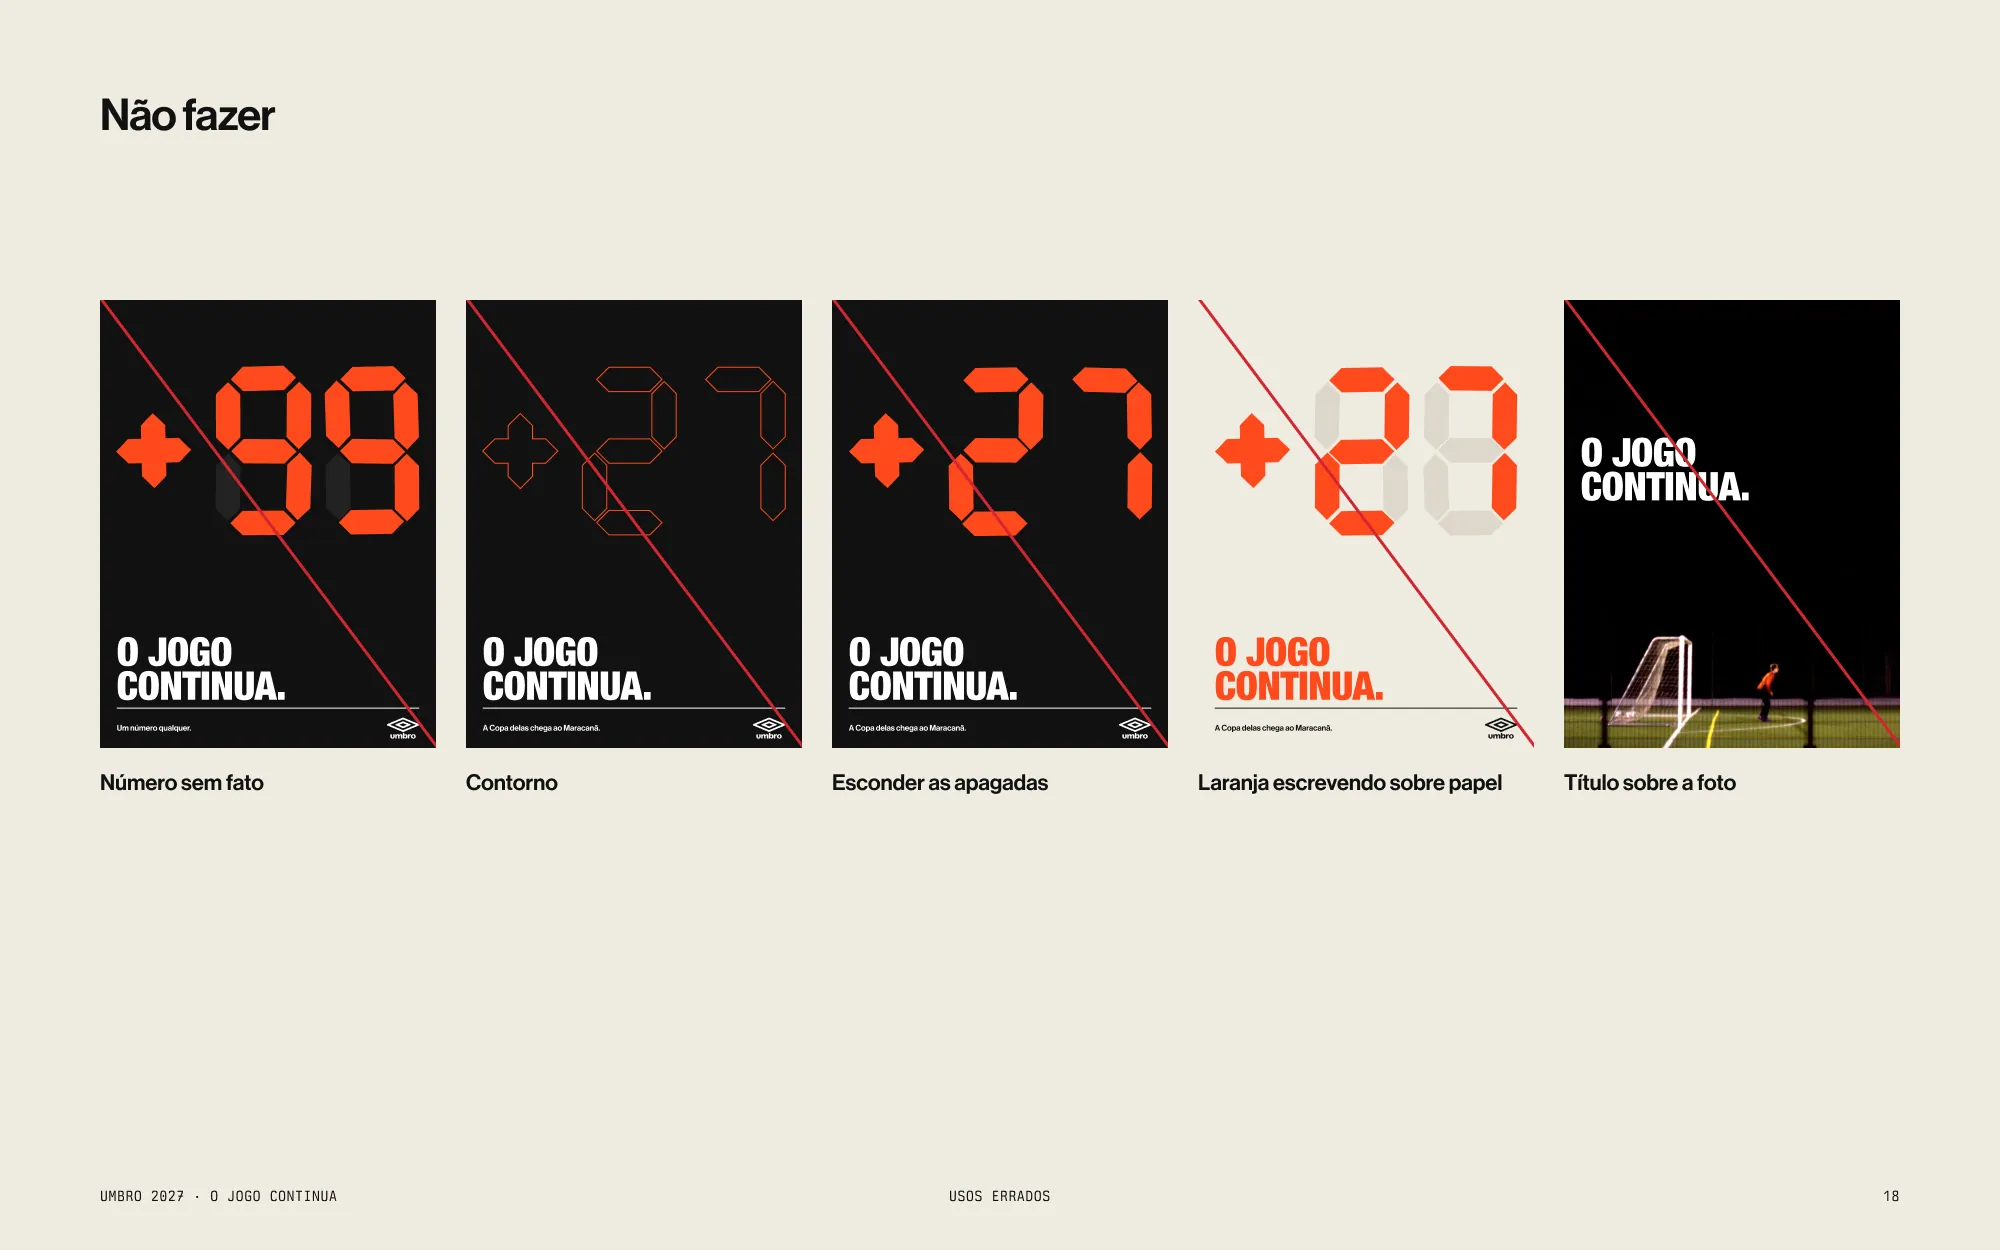 Não fazer
+99
O JOGO
CONTINUA.
Um número qualquer.
umbro
Número sem fato
+27
O JOGO
CONTINUA.
A Copa delas chega ao Maracanã.
umbro
Contorno
+27
O JOGO
CONTINUA.
A Copa delas chega ao Maracanã.
umbro
Esconder as apagadas
+27
O JOGO
CONTINUA.
A Copa delas chega ao Maracanã.
umbro
Laranja escrevendo sobre papel
O JOGO
CONTINUA.
Título sobre a foto
UMBRO 2027 · O JOGO CONTINUA
USOS ERRADOS
18